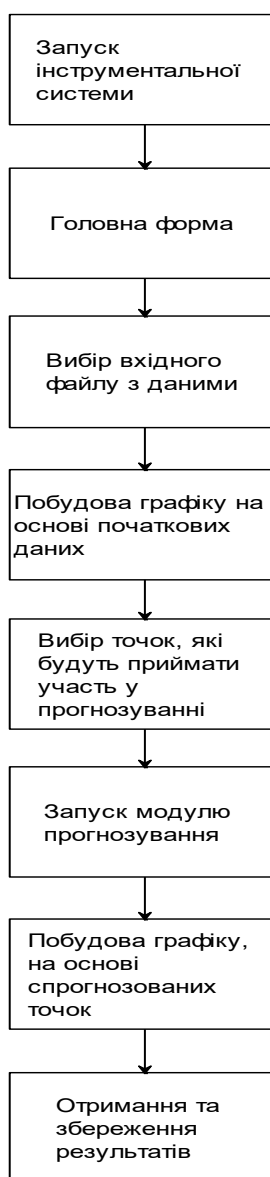 Запуск
інструментальної
системи
Головна форма
Вибір вхідного
файлу з даними
Побудова графіку на
основі початкових
даних
Вибір точок, які
будуть приймати
участь у
прогнозуванні
Запуск модулю
прогнозування
Побудова графіку,
на основі
спрогнозованих
точок
Отримання та
збереження
результатів